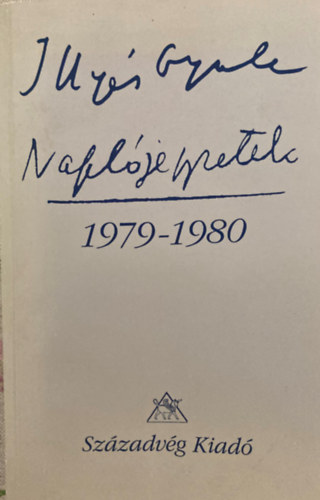 Illyés Gyula
Naplójegyzetek
1979-1980
Századvég Kiadó